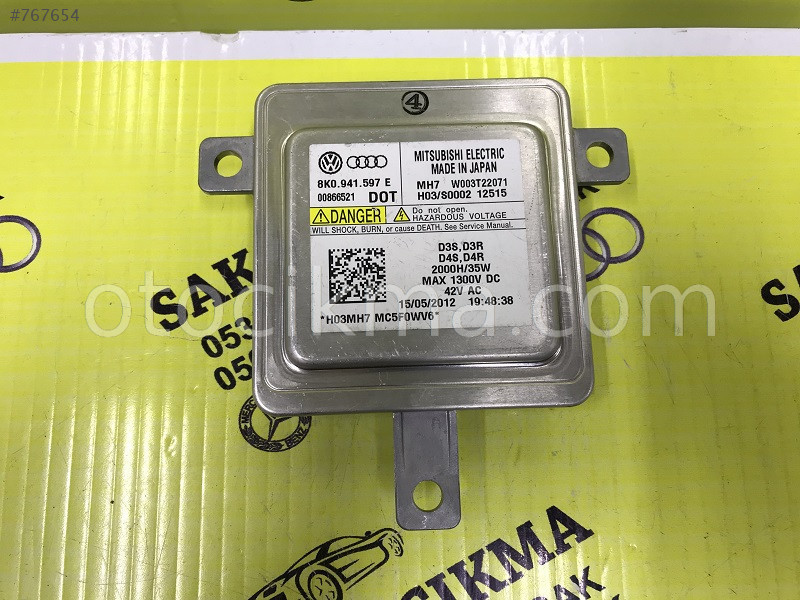 #767654
4
8K0.941.597 E
00866521 DOT
MITSUBISHI ELECTRIC
MADE IN JAPAN
MH7 W003T22071
H03/S0002 12515
DANGER
Do not open.
HAZARDOUS VOLTAGE
WILL SHOCK, BURN, or cause DEATH. See Service Manual.
D3S,D3R
D4S,D4R
2000H/35W
MAX 1300V DC
42V AC
15/05/2012 19:48:38
*H03MH7 MC5F0WV6*
otocikma.com
SAK
053
05
BENZ
CIKMA